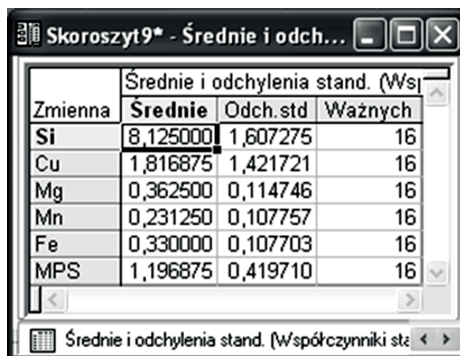 Skoroszyt9* - Średnie i odch...
Średnie i odchylenia stand. (Wsp
Zmienna Średnie Odch.std Ważnych
Si 8,125000 1,607275 16
Cu 1,816875 1,421721 16
Mg 0,362500 0,114746 16
Mn 0,231250 0,107757 16
Fe 0,330000 0,107703 16
MPS 1,196875 0,419710 16
Średnie i odchylenia stand. (Współczynniki sta